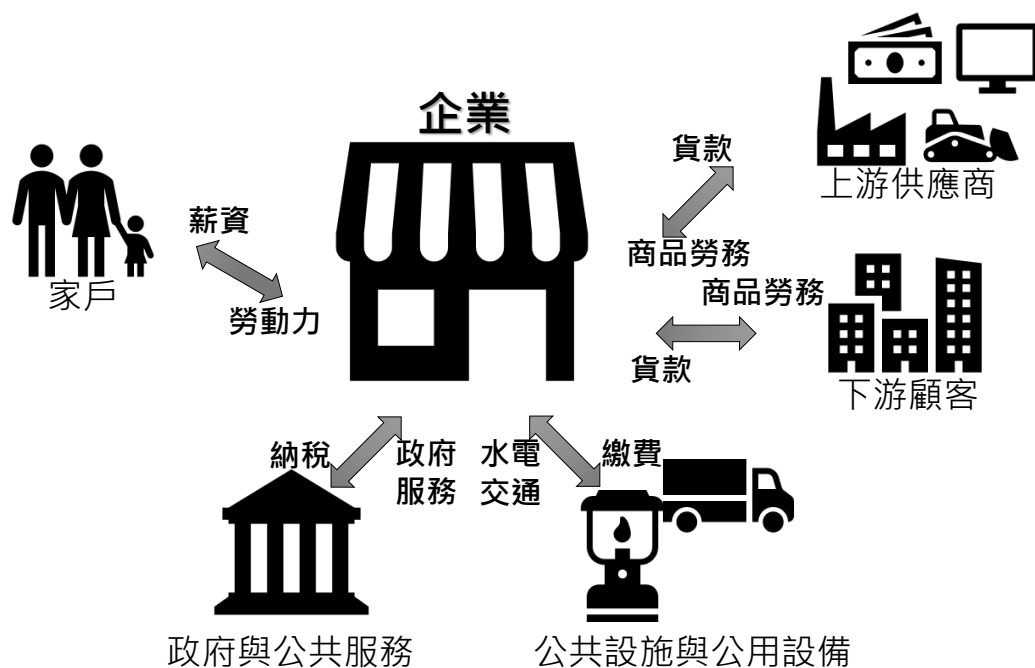 企業
貨款
上游供應商
商品勞務
薪資
家戶
勞動力
商品勞務
貨款
下游顧客
納稅
政府
服務
水電
交通
繳費
政府與公共服務
公共設施與公用設備